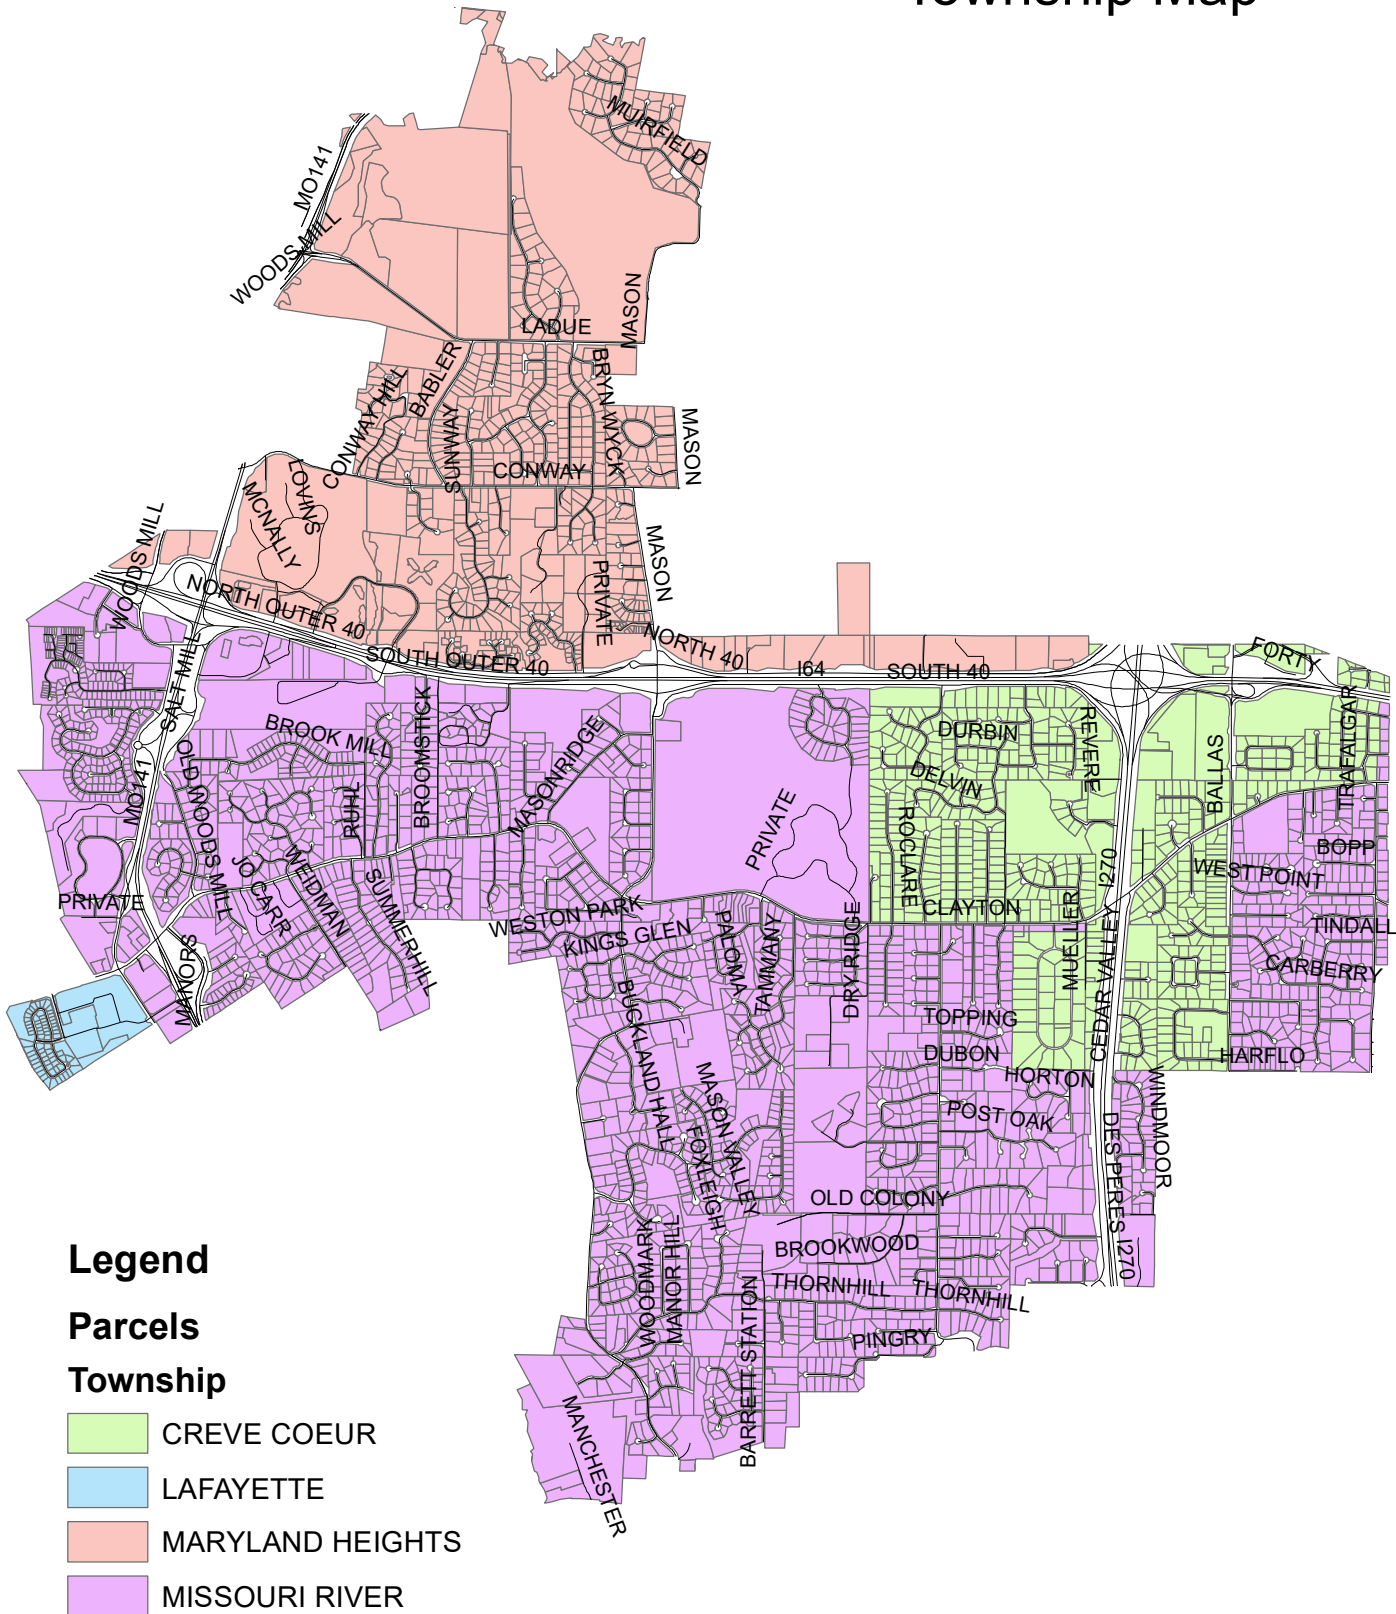 Township Map
MUIRFIELD
MO141
WOODS MILL
MASON
LADUE
BABLER
BRYN WYCK
CONWAY HILL
SUNWAY
MASON
CONWAY
LOVINS
MCNALLY
WOODS MILL
MASON
PRIVATE
NORTH OUTER 40
NORTH 40
SOUTH OUTER 40
I64
SOUTH 40
FORTY
SALT MILL
TRAFALGAR
BROOK MILL
BROOMSTICK
MASONRIDGE
DURBIN
REVERE
BALLAS
OLD WOODS MILL
MO141
DELVIN
RUHL
PRIVATE
ROCLARE
BOPP
JO CARR
WEIDMAN
SUMMERHILL
I270
WEST POINT
PRIVATE
WESTON PARK
CLAYTON
KINGS GLEN
PALOMA
TAMMANY
DRY RIDGE
MUELLER
TINDALL
MANORS
CARBERRY
CEDAR VALLEY
BUCKLAND HALL
TOPPING
DUBON
HARFLO
HORTON
MASON VALLEY
WINDMOOR
POST OAK
FOXLEIGH
DES PERES
OLD COLONY
I270
WOODMARK
MANOR HILL
BROOKWOOD
THORNHILL
THORNHILL
BARRETT STATION
PINGRY
MANCHESTER
Legend
Parcels
Township
CREVE COEUR
LAFAYETTE
MARYLAND HEIGHTS
MISSOURI RIVER